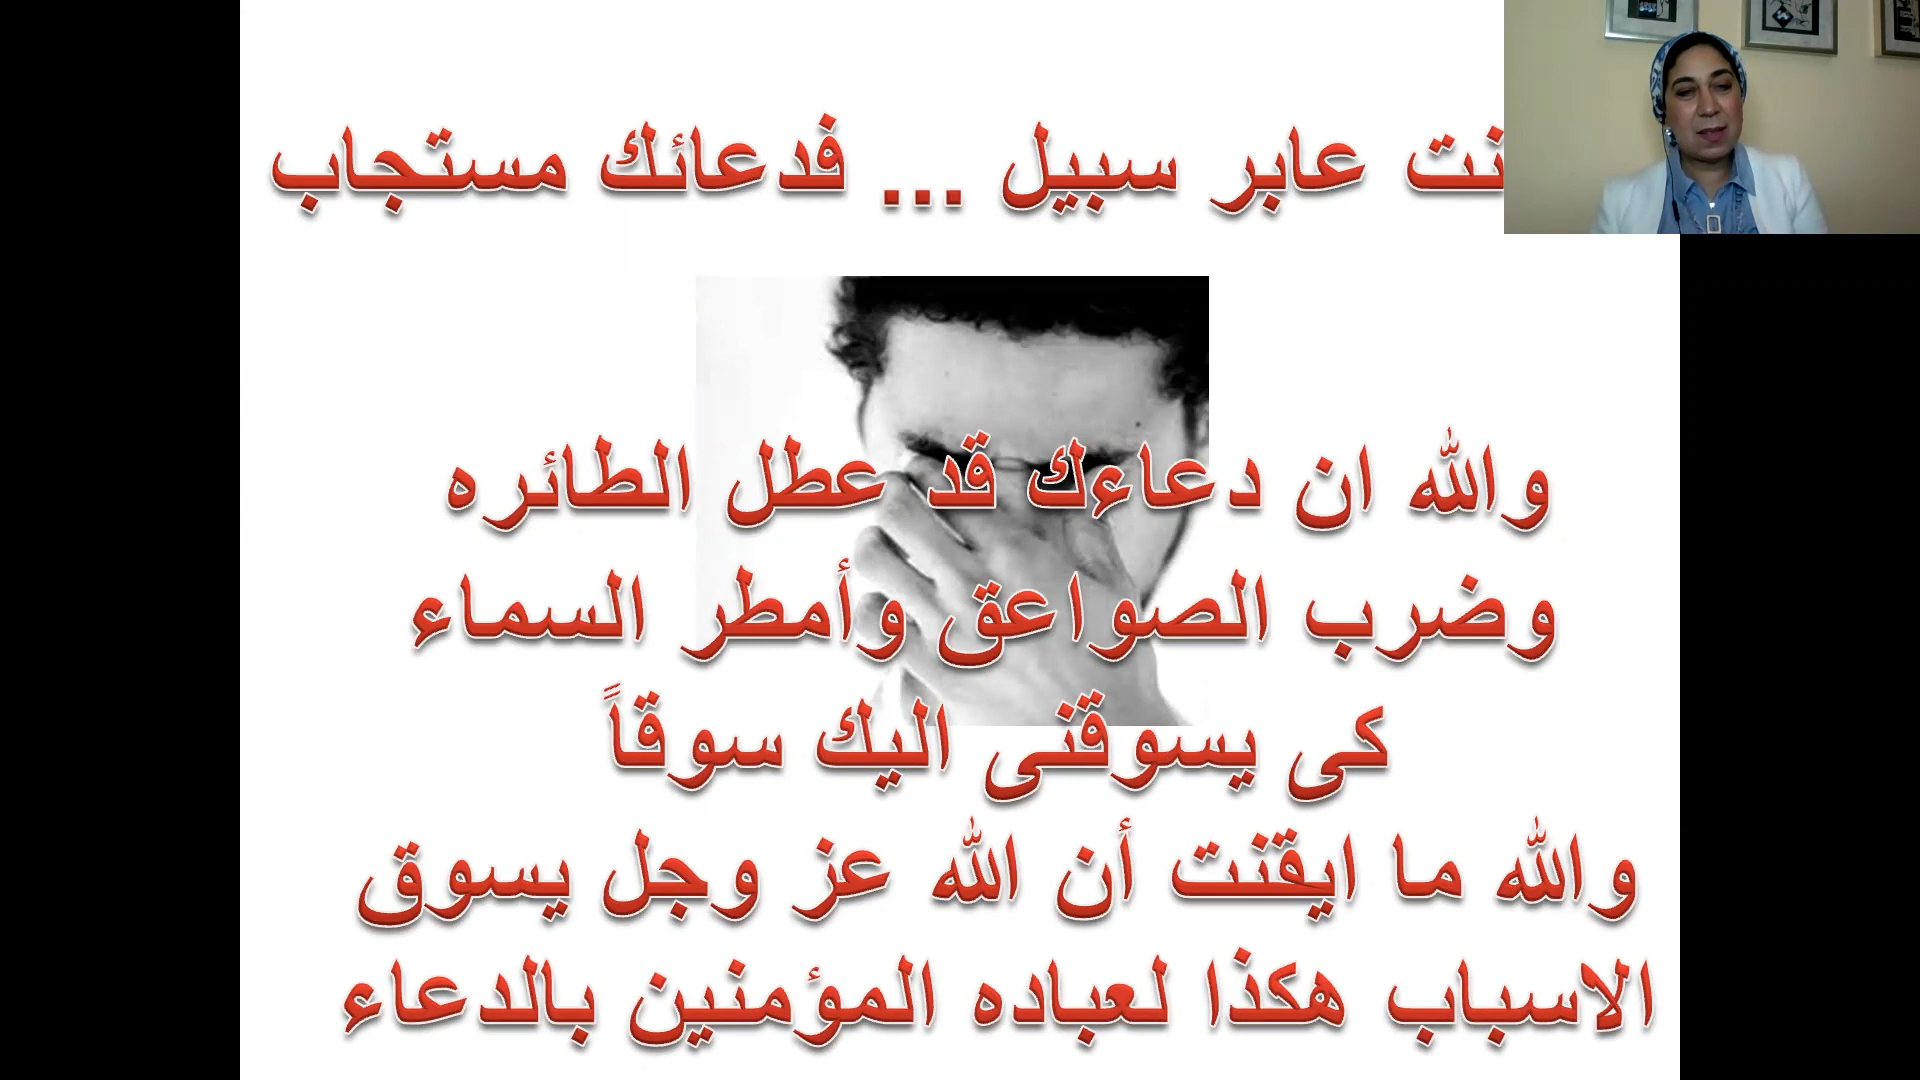 عابر سبيل ... فدعائك مستجاب
والله ان دعاءك قد عطل الطائره
وضرب الصواعق وأمطر السماء
كى يسوقنى اليك سوقاً
والله ما ايقنت أن الله عز وجل يسوق
الاسباب هكذا لعباده المؤمنين بالدعاء